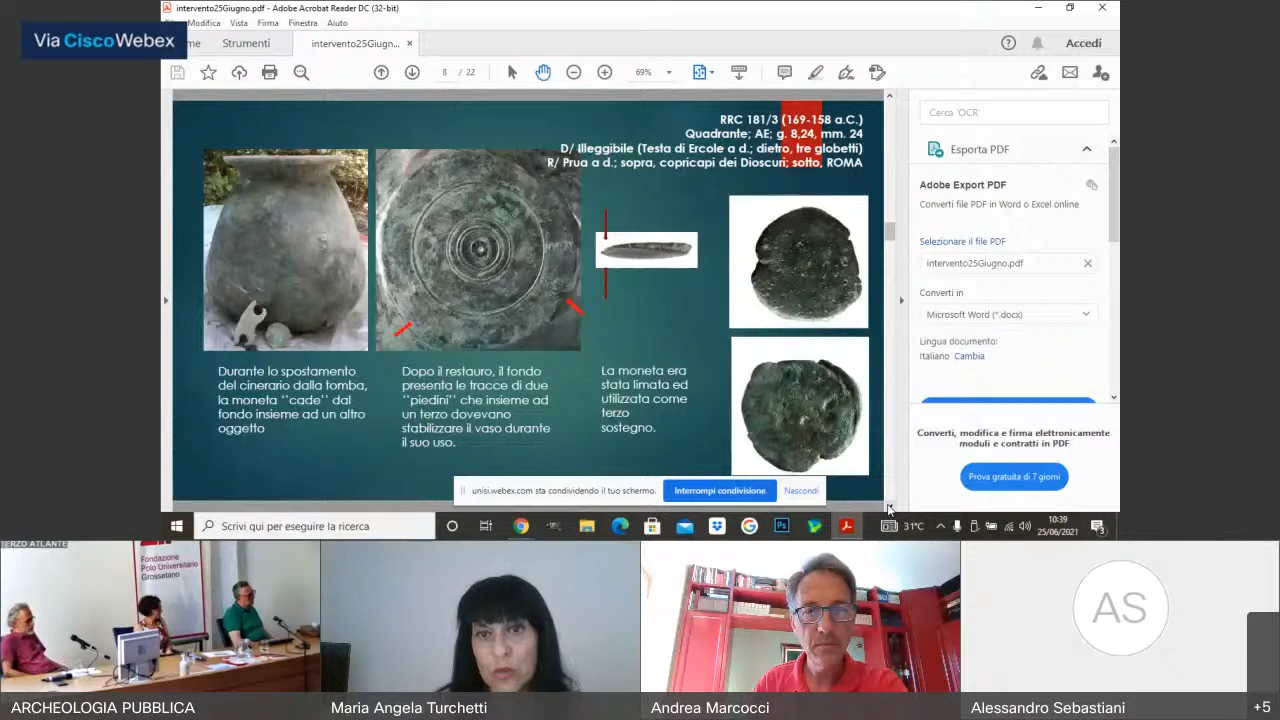 intervento25Giugno.pdf - Adobe Acrobat Reader DC (32-bit)
Modifica Vista Firma Finestra Aiuto
Via CiscoWebex
me Strumenti intervento25Giugn... × Accedi
8 / 22 69%
RRC 181/3 (169-158 a.C.)
Quadrante; AE; g. 8,24, mm. 24
D/ Illeggibile (Testa di Ercole a d.; dietro, tre globetti)
R/ Prua a d.; sopra, copricapi dei Dioscuri; sotto, ROMA
Durante lo spostamento
del cinerario dalla tomba,
la moneta ‘‘cade’’ dal
fondo insieme ad un altro
oggetto
Dopo il restauro, il fondo
presenta le tracce di due
‘‘piedini’’ che insieme ad
un terzo dovevano
stabilizzare il vaso durante
il suo uso.
La moneta era
stata limata ed
utilizzata come
terzo
sostegno.
Cerca 'OCR'
Esporta PDF
Adobe Export PDF
Converti file PDF in Word o Excel online
Selezionare il file PDF
intervento25Giugno.pdf
Converti in
Microsoft Word (*.docx)
Lingua documento:
Italiano Cambia
Converti, modifica e firma elettronicamente
moduli e contratti in PDF
Prova gratuita di 7 giorni
unisi.webex.com sta condividendo il tuo schermo. Interrompi condivisione Nascondi
Scrivi qui per eseguire la ricerca
Ps
31°C
10:39
25/06/2021
3
ERZO ATLANTE
Fondazione
Polo Universitario
Grossetano
AS
ARCHEOLOGIA PUBBLICA
Maria Angela Turchetti
Andrea Marcocci
Alessandro Sebastiani
+5